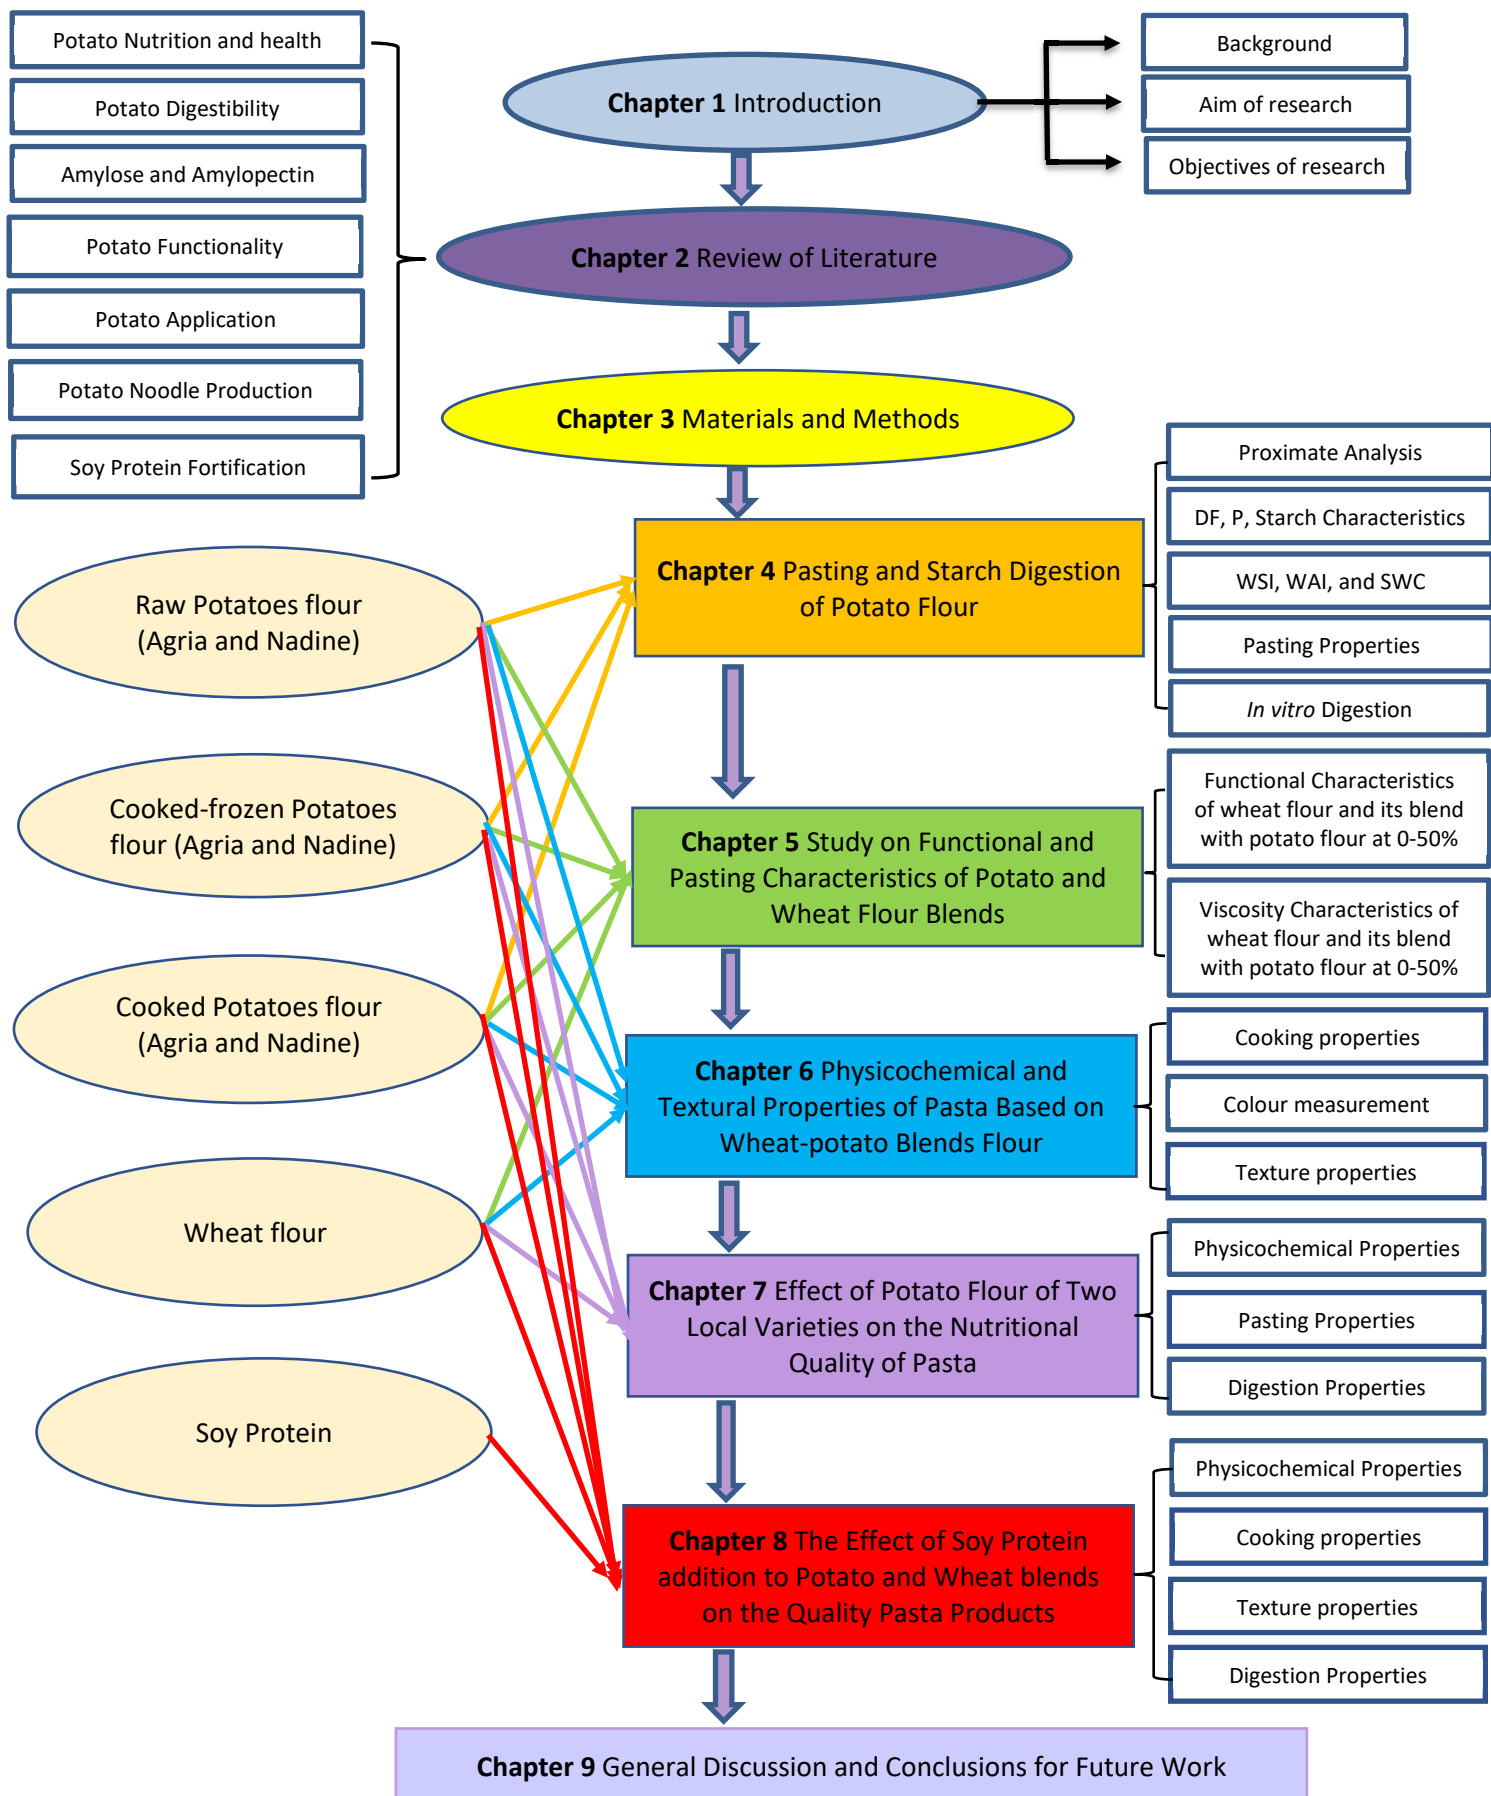 Potato Nutrition and health
Potato Digestibility
Amylose and Amylopectin
Potato Functionality
Potato Application
Potato Noodle Production
Soy Protein Fortification
Chapter 1 Introduction
Background
Aim of research
Objectives of research
Chapter 2 Review of Literature
Chapter 3 Materials and Methods
Raw Potatoes flour
(Agria and Nadine)
Cooked-frozen Potatoes
flour (Agria and Nadine)
Cooked Potatoes flour
(Agria and Nadine)
Wheat flour
Soy Protein
Chapter 4 Pasting and Starch Digestion
of Potato Flour
Proximate Analysis
DF, P, Starch Characteristics
WSI, WAI, and SWC
Pasting Properties
In vitro Digestion
Chapter 5 Study on Functional and
Pasting Characteristics of Potato and
Wheat Flour Blends
Functional Characteristics
of wheat flour and its blend
with potato flour at 0-50%
Viscosity Characteristics of
wheat flour and its blend
with potato flour at 0-50%
Chapter 6 Physicochemical and
Textural Properties of Pasta Based on
Wheat-potato Blends Flour
Cooking properties
Colour measurement
Texture properties
Chapter 7 Effect of Potato Flour of Two
Local Varieties on the Nutritional
Quality of Pasta
Physicochemical Properties
Pasting Properties
Digestion Properties
Chapter 8 The Effect of Soy Protein
addition to Potato and Wheat blends
on the Quality Pasta Products
Physicochemical Properties
Cooking properties
Texture properties
Digestion Properties
Chapter 9 General Discussion and Conclusions for Future Work